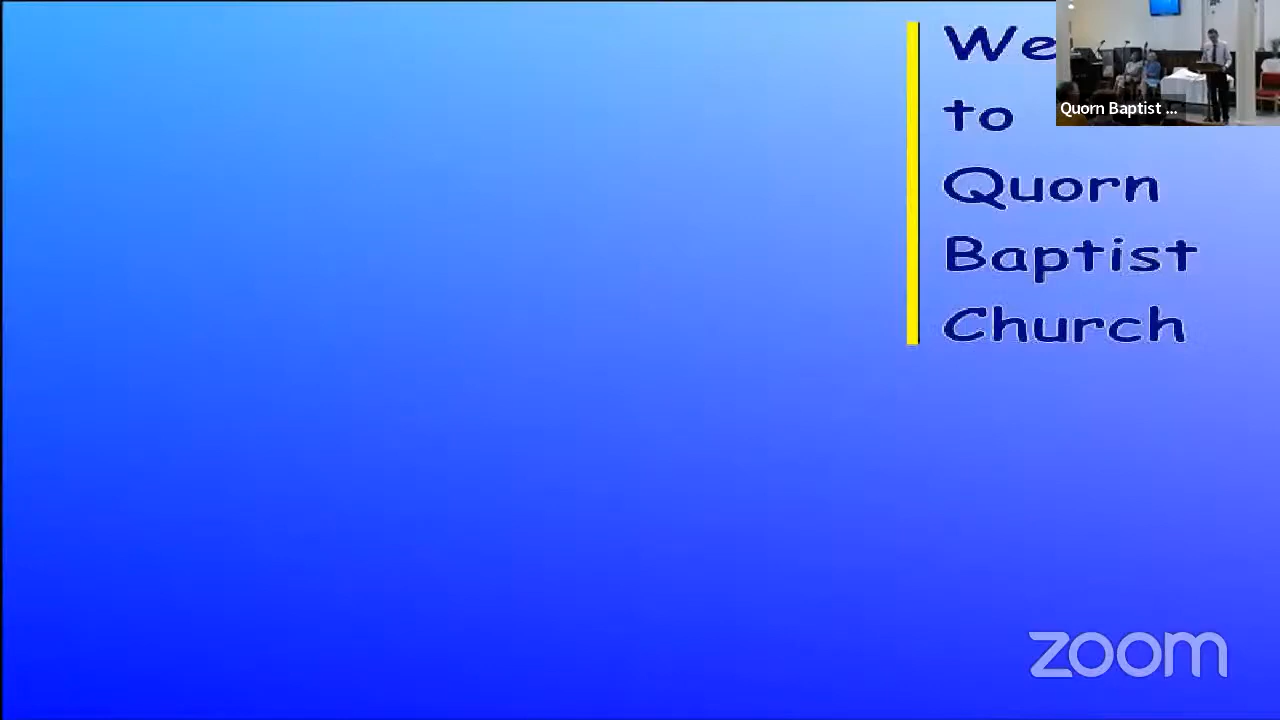 We
to
Quorn
Baptist
Church
Quorn Baptist ...
zoom